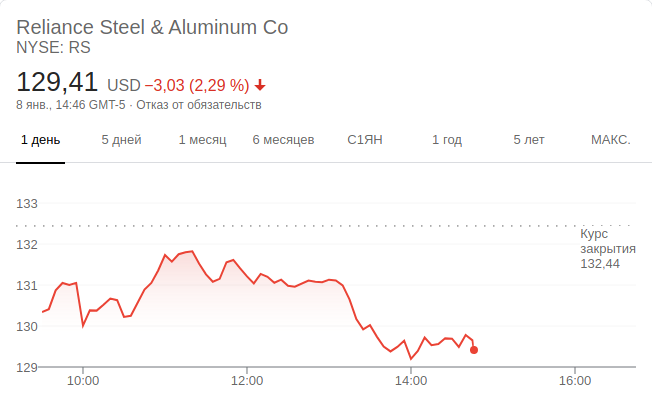 Reliance Steel & Aluminum Co
NYSE: RS
129,41 USD −3,03 (2,29 %)
8 янв., 14:46 GMT-5 · Отказ от обязательств
1 день 5 дней 1 месяц 6 месяцев С1ЯН 1 год 5 лет МАКС.
133
Курс
132
закрытия
132,44
131
130
129
10:00 12:00 14:00 16:00